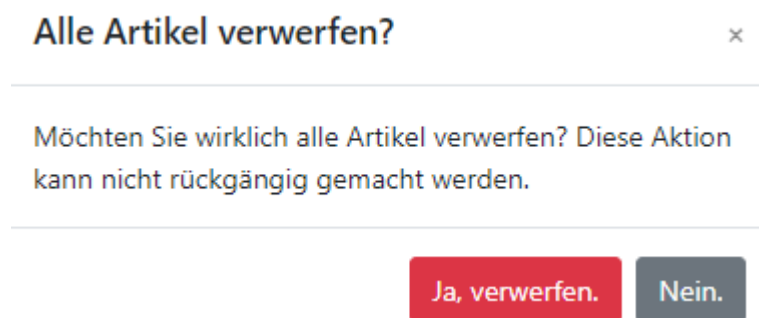 Alle Artikel verwerfen?
×
Möchten Sie wirklich alle Artikel verwerfen? Diese Aktion
kann nicht rückgängig gemacht werden.
Ja, verwerfen.
Nein.